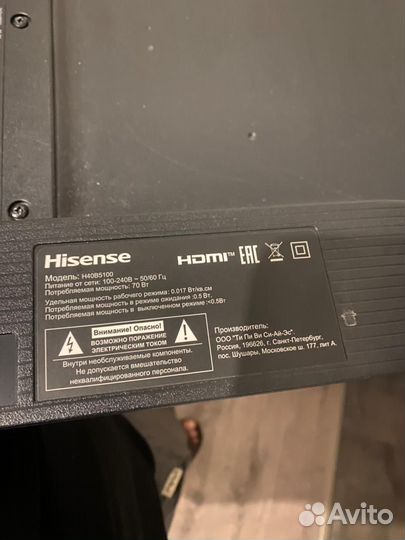 Hisense
HDMI™ EAC
Модель: H40B5100
Питание от сети: 100-240В ~ 50/60 Гц
Потребляемая мощность: 70 Вт
Удельная мощность рабочего режима: 0.017 Вт/кв.см
Потребляемая мощность в режима ожидания :0.5 Вт.
Потребляемая мощность в выключенном режиме :<0.5Вт
Внимание! Опасно!
ВОЗМОЖНО ПОРАЖЕНИЕ
ЭЛЕКТРИЧЕСКИМ ТОКОМ
Внутри необслуживаемые компоненты.
Не допускается вмешательство
неквалифицированного персонала.
Производитель:
ООО "Ти Пи Ви Си-Ай-Эс"
Россия, 196626, г. Санкт-Петербург,
пос. Шушары, Московское ш. 177, лит А.
Avito